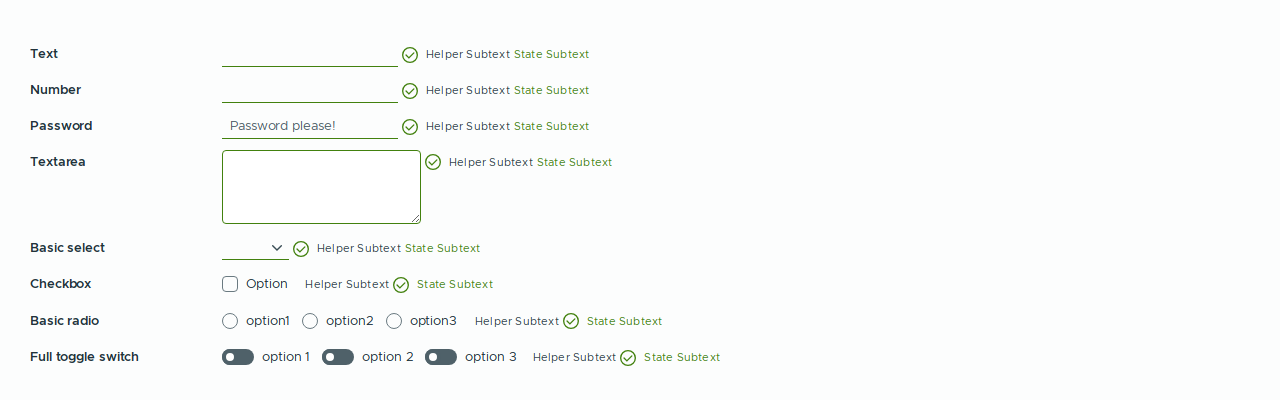 Text Helper Subtext State Subtext
Number Helper Subtext State Subtext
Password Password please! Helper Subtext State Subtext
Textarea Helper Subtext State Subtext
Basic select Helper Subtext State Subtext
Checkbox Option Helper Subtext State Subtext
Basic radio option1 option2 option3 Helper Subtext State Subtext
Full toggle switch option 1 option 2 option 3 Helper Subtext State Subtext